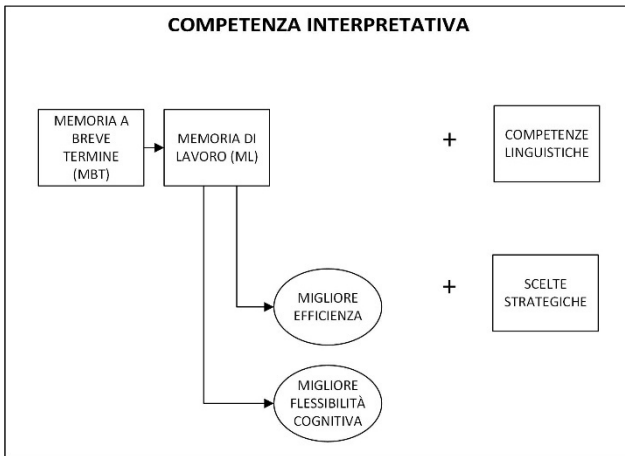 COMPETENZA INTERPRETATIVA
MEMORIA A
BREVE
TERMINE
(MBT)
MEMORIA DI
LAVORO (ML)
+
COMPETENZE
LINGUISTICHE
MIGLIORE
EFFICIENZA
+
SCELTE
STRATEGICHE
MIGLIORE
FLESSIBILITÀ
COGNITIVA